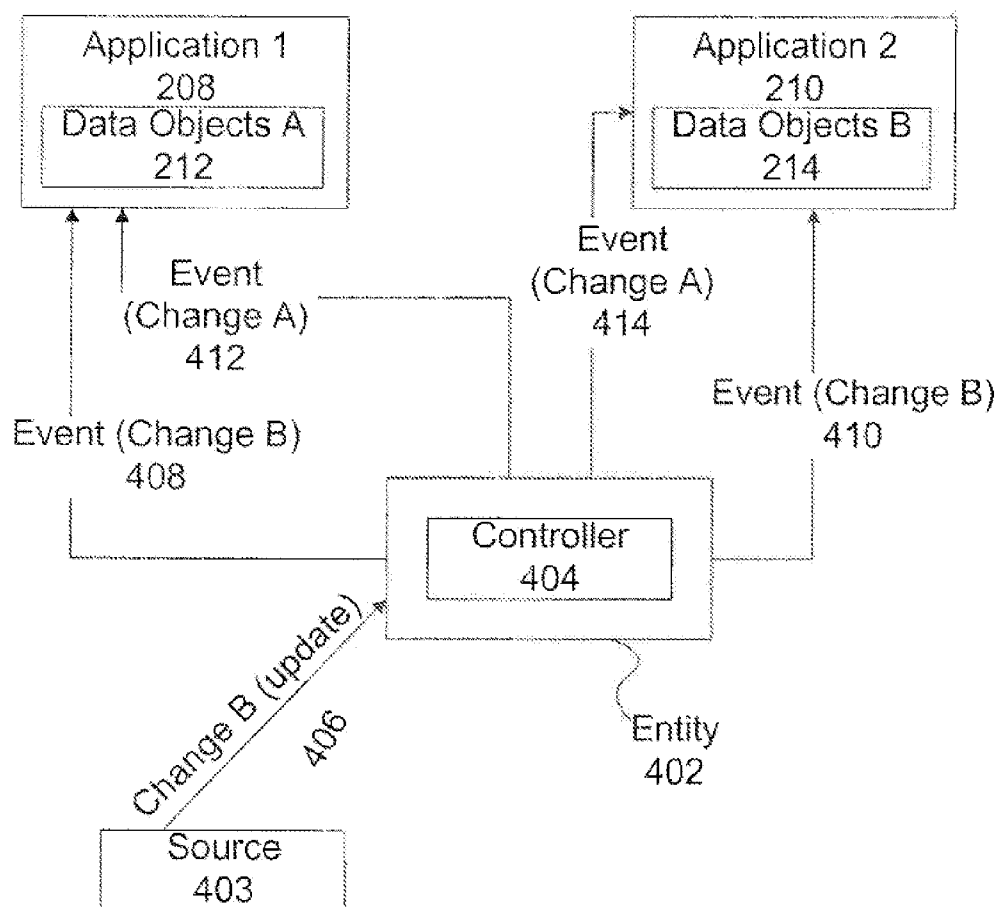 Application 1
208
Data Objects A
212
Application 2
210
Data Objects B
214
Event
(Change A)
412
Event
(Change A)
414
Event (Change B)
408
Event (Change B)
410
Controller
404
Change B (update)
406
Entity
402
Source
403